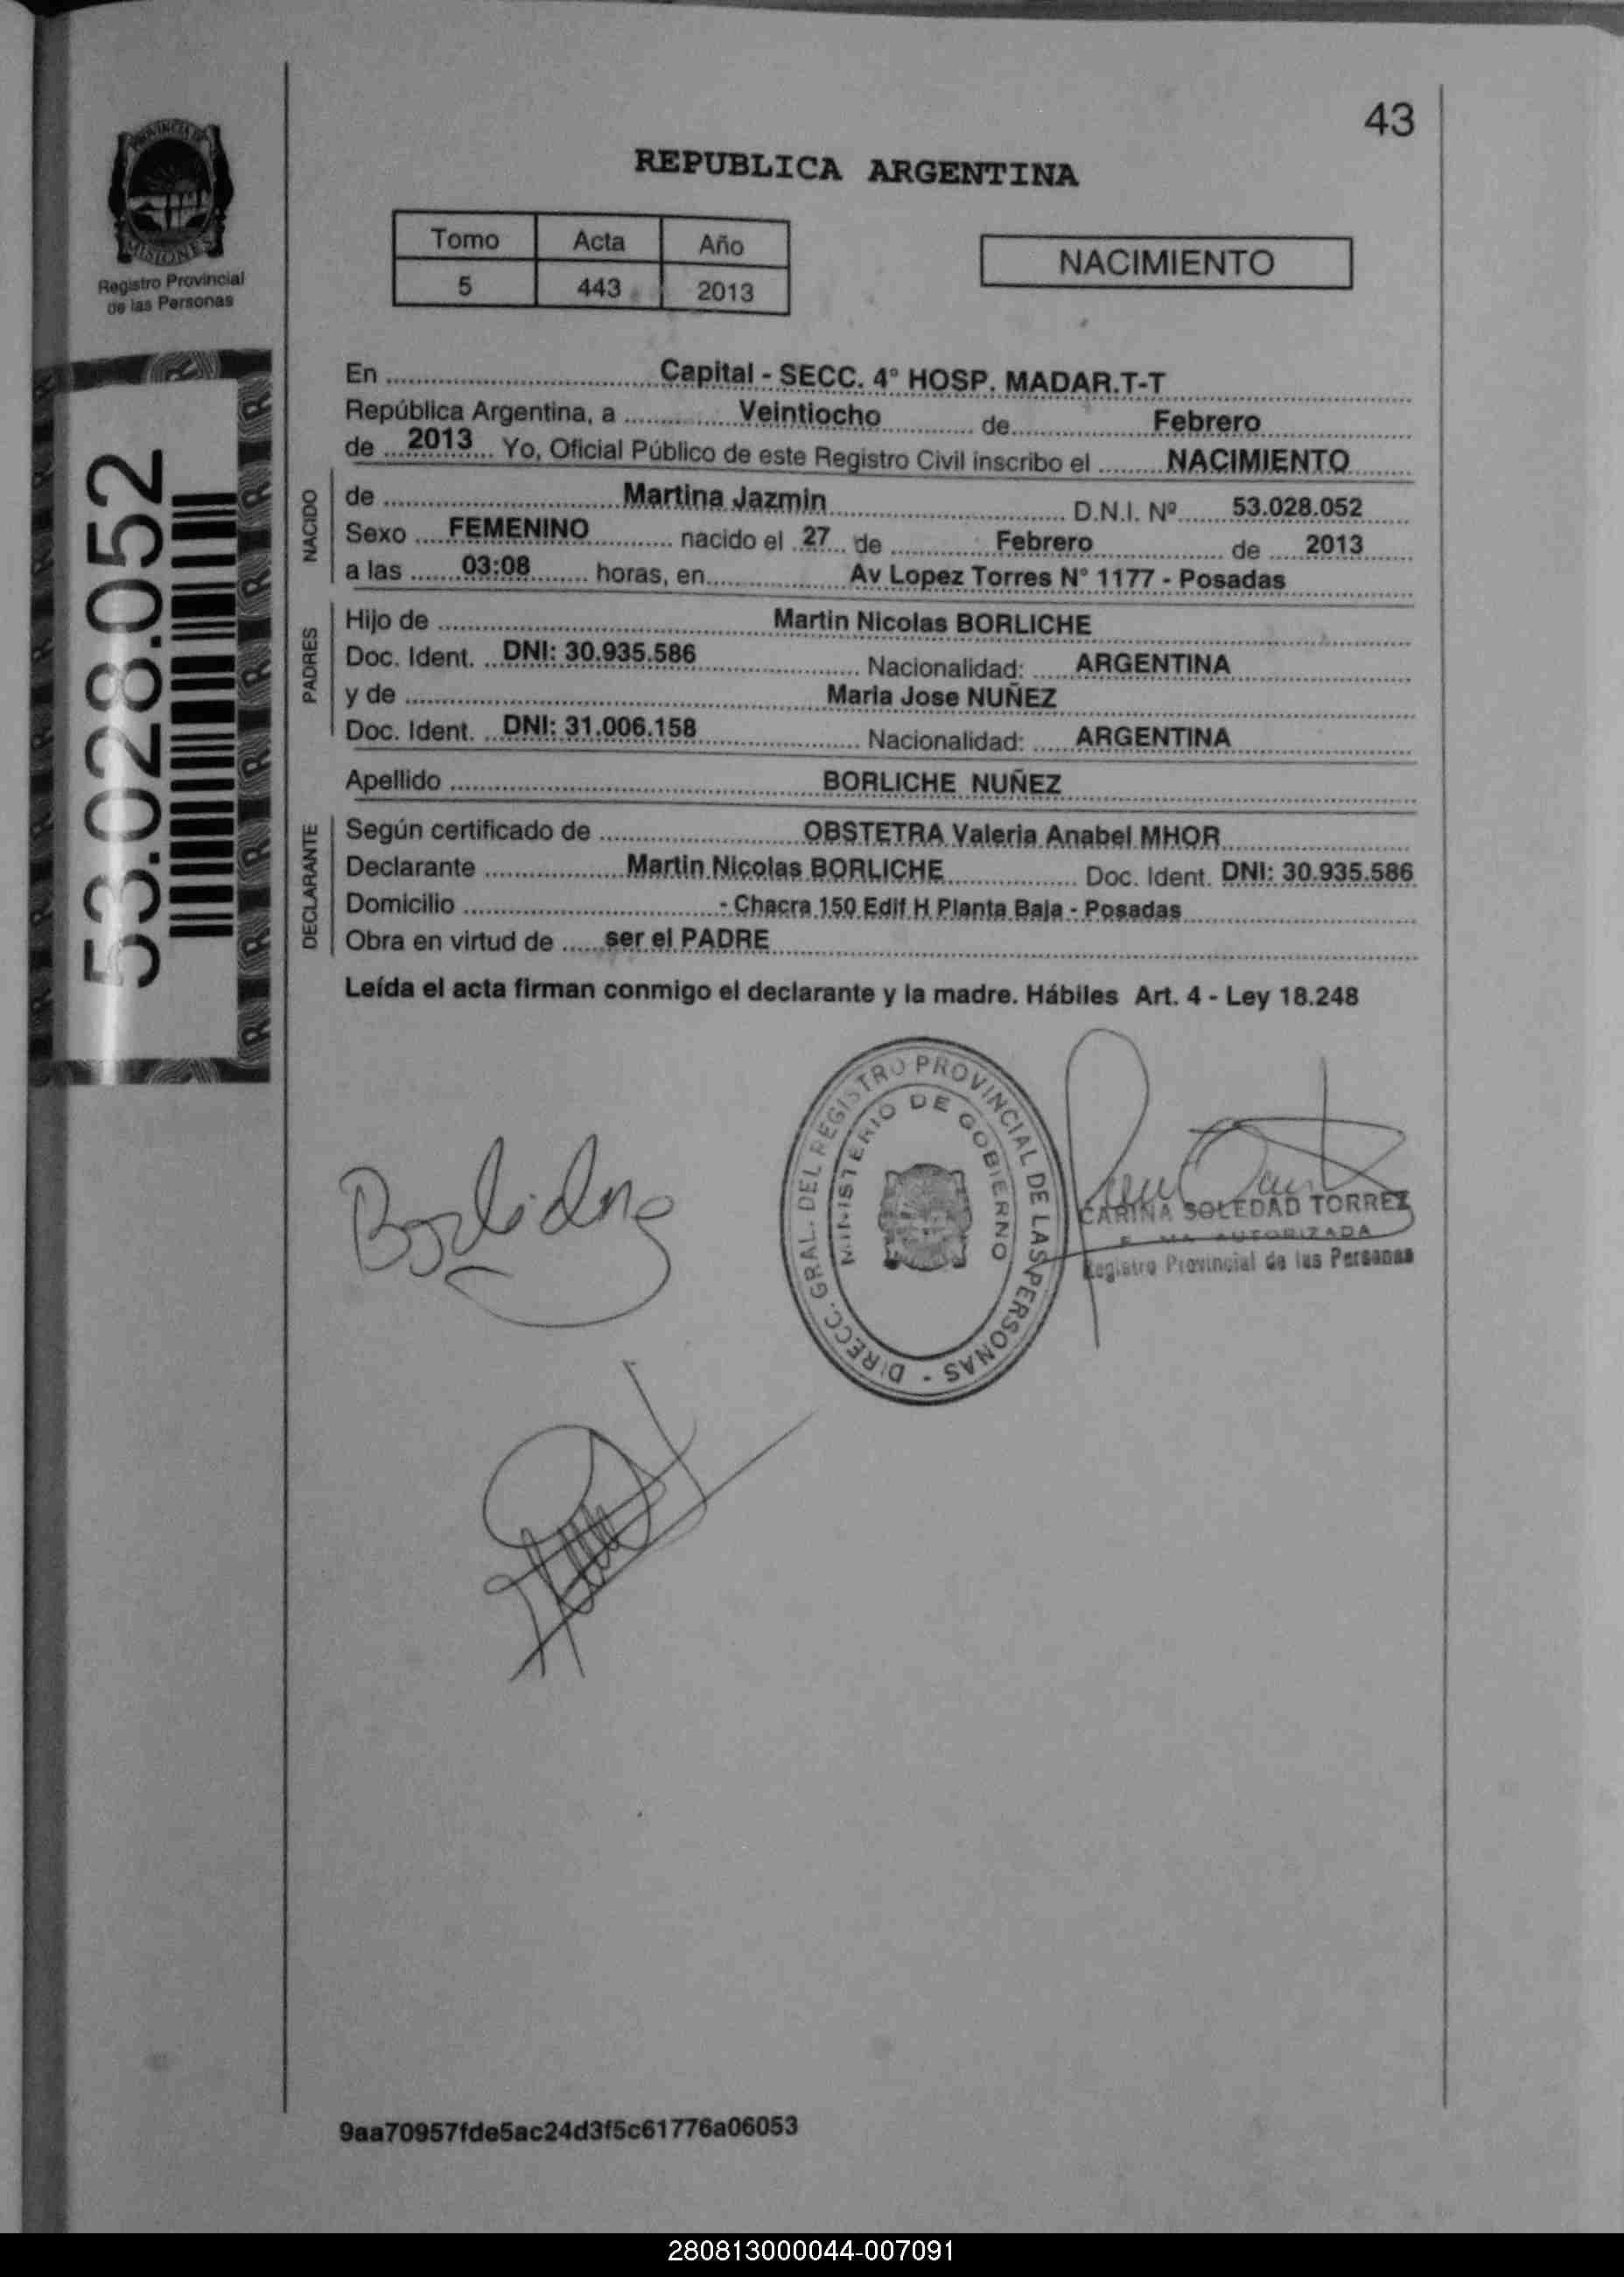 43
PROVINCIA DE
MISIONES
Registro Provincial
de las Personas
REPUBLICA ARGENTINA
Tomo Acta Año
5 443 2013
NACIMIENTO
53.028.052
En Capital - SECC. 4° HOSP. MADAR.T-T
República Argentina, a Veintiocho de Febrero
de 2013 Yo, Oficial Público de este Registro Civil inscribo el NACIMIENTO
NACIDO
de Martina Jazmin D.N.I. Nº 53.028.052
Sexo FEMENINO nacido el 27 de Febrero de 2013
a las 03:08 horas, en Av Lopez Torres N° 1177 - Posadas
PADRES
Hijo de Martin Nicolas BORLICHE
Doc. Ident. DNI: 30.935.586 Nacionalidad: ARGENTINA
y de Maria Jose NUÑEZ
Doc. Ident. DNI: 31.006.158 Nacionalidad: ARGENTINA
Apellido BORLICHE NUÑEZ
DECLARANTE
Según certificado de OBSTETRA Valeria Anabel MHOR
Declarante Martin Nicolas BORLICHE Doc. Ident. DNI: 30.935.586
Domicilio - Chacra 150 Edif H Planta Baja - Posadas
Obra en virtud de ser el PADRE
Leída el acta firman conmigo el declarante y la madre. Hábiles Art. 4 - Ley 18.248
DIRECC. GRAL. DEL REGISTRO PROVINCIAL DE LAS PERSONAS -
MINISTERIO DE GOBIERNO
CARINA SOLEDAD TORREZ
AUTORIZADA
Registro Provincial de las Personas
9aa70957fde5ac24d3f5c61776a06053
280813000044-007091